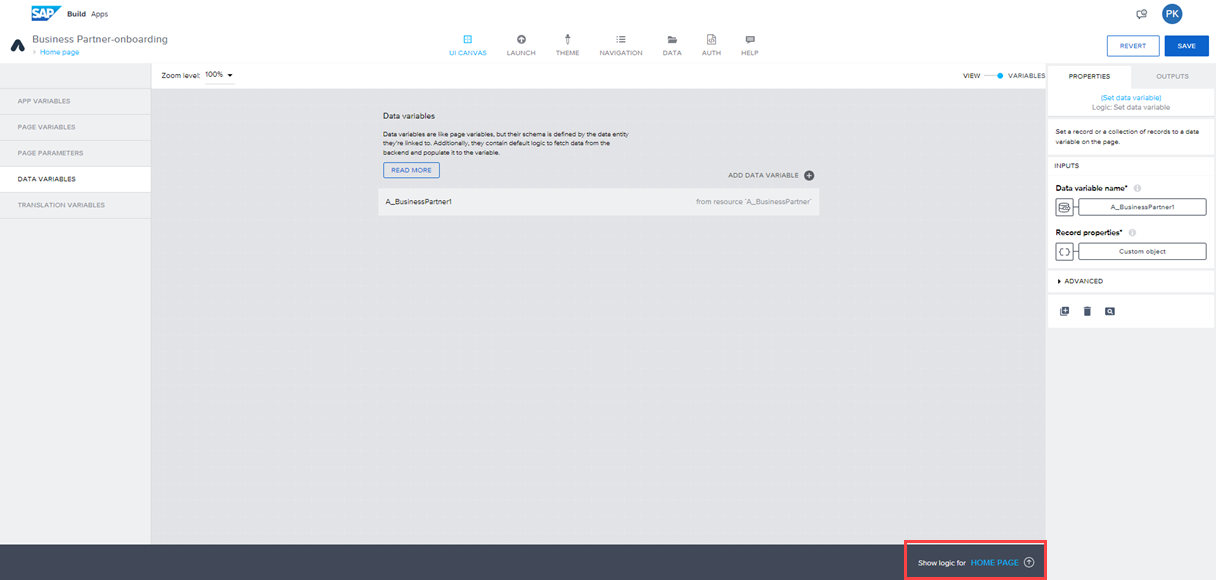 SAP Build Apps
PK
Business Partner-onboarding
Home page
UI CANVAS
LAUNCH
THEME
NAVIGATION
DATA
AUTH
HELP
REVERT
SAVE
Zoom level: 100%
VIEW
VARIABLES
APP VARIABLES
PAGE VARIABLES
PAGE PARAMETERS
DATA VARIABLES
TRANSLATION VARIABLES
Data variables
Data variables are like page variables, but their schema is defined by the data entity
they're linked to. Additionally, they contain default logic to fetch data from the
backend and populate it to the variable.
READ MORE
ADD DATA VARIABLE
A_BusinessPartner1
from resource 'A_BusinessPartner'
PROPERTIES
OUTPUTS
(Set data variable)
Logic: Set data variable
Set a record or a collection of records to a data
variable on the page.
INPUTS
Data variable name*
A_BusinessPartner1
Record properties*
Custom object
ADVANCED
Show logic for HOME PAGE